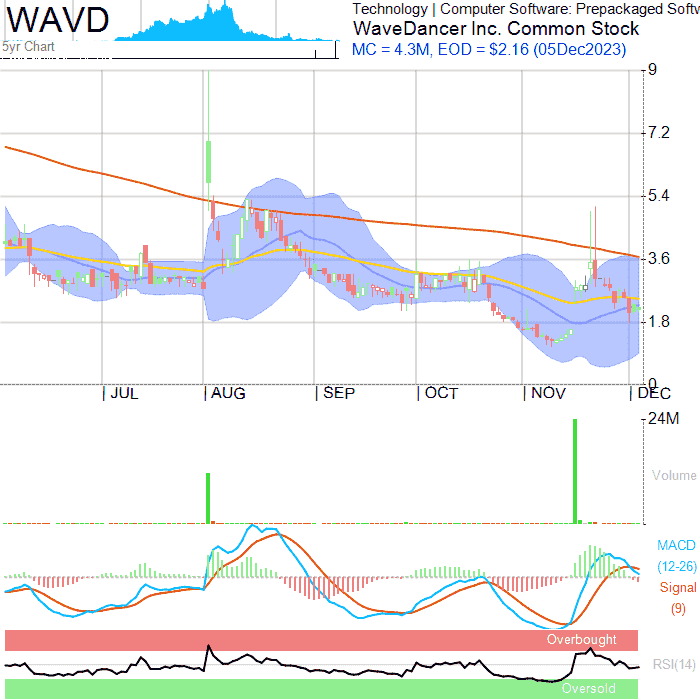 WAVD
Technology | Computer Software: Prepackaged Softw
WaveDancer Inc. Common Stock
5yr Chart
MC = 4.3M, EOD = $2.16 (05Dec2023)
9
7.2
5.4
3.6
1.8
0
JUL
AUG
SEP
OCT
NOV
DEC
24M
Volume
MACD
(12-26)
Signal
(9)
Overbought
RSI(14)
Oversold